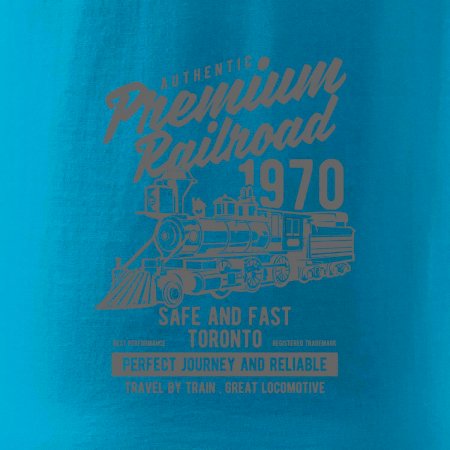 AUTHENTIC
Premium
Railroad
1970
SAFE AND FAST
BEST PERFORMANCE TORONTO REGISTERED TRADEMARK
PERFECT JOURNEY AND RELIABLE
TRAVEL BY TRAIN . GREAT LOCOMOTIVE